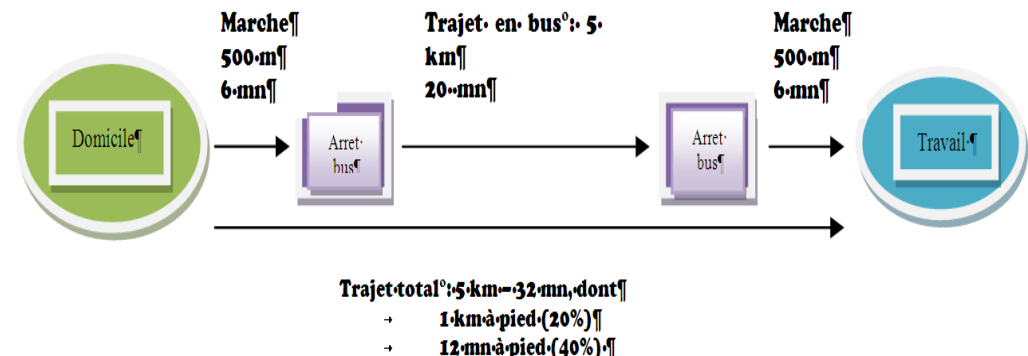 Marche¶
500·m¶
6·mn¶
Trajet· en· bus°:· 5·
km¶
20··mn¶
Marche¶
500·m¶
6·mn¶
Domicile¶
Arret·
bus¶
Arret·
bus¶
Travail·¶
Trajet·total°:·5·km·–·32·mn,·dont¶
→ 1·km·à·pied·(20%)¶
→ 12·mn·à·pied·(40%)·¶